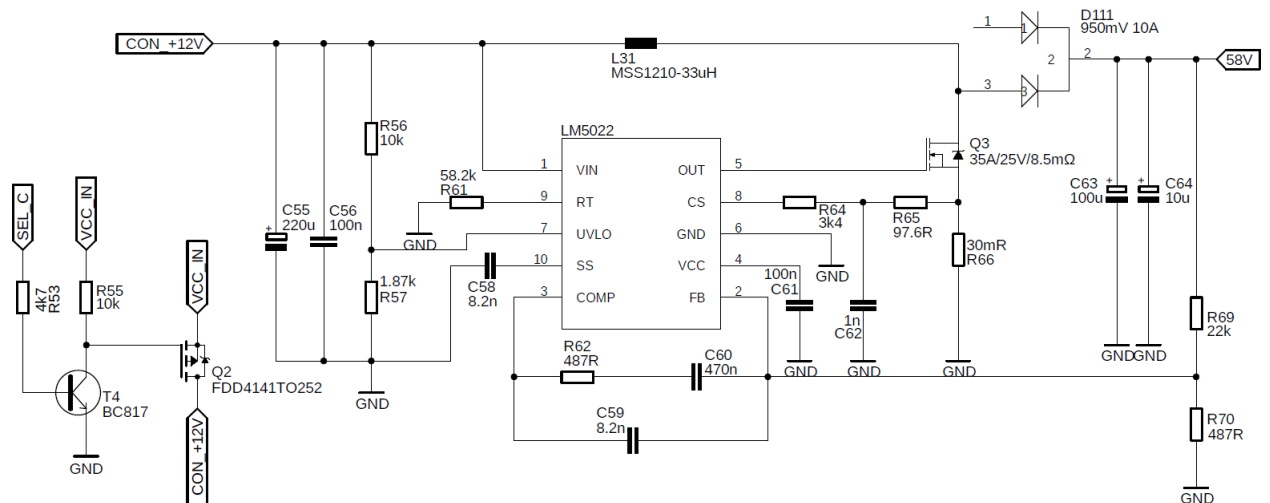 D111
950mV 10A
1
1
2
2
3
3
CON_+12V
58V
L31
MSS1210-33uH
R56
10k
LM5022
Q3
35A/25V/8.5mΩ
1
VIN
OUT
5
58.2k
R61
9
RT
CS
8
R64
3k4
R65
97.6R
C63
100u
+
C64
10u
+
SEL_C
VCC_IN
VCC_IN
C55
220u
+
C56
100n
GND
7
UVLO
GND
6
GND
30mR
R66
10
SS
VCC
4
4k7
R53
R55
10k
1.87k
R57
C58
8.2n
3
COMP
FB
2
100n
C61
1n
C62
R69
22k
R62
487R
C60
470n
GND
GND
GND
GND
GND
Q2
FDD4141TO252
GND
T4
BC817
C59
8.2n
R70
487R
GND
CON_+12V
GND